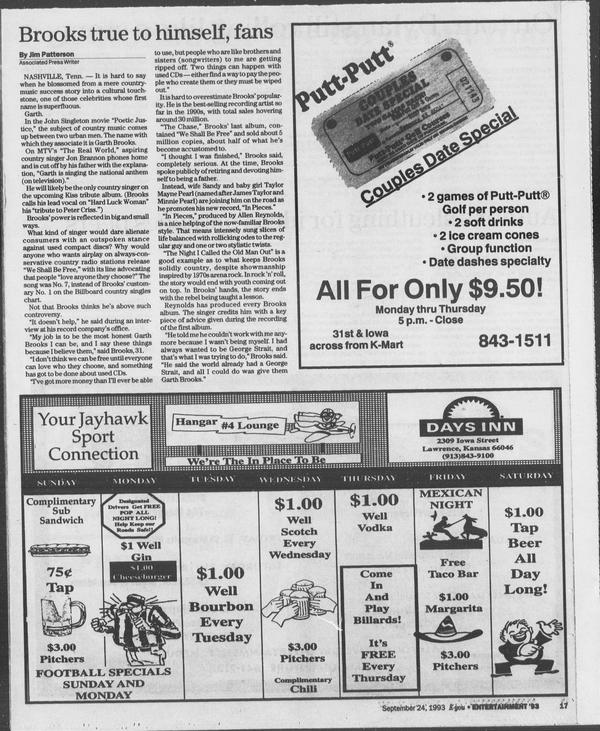 Brooks true to himself, fans
By Jim Patterson
Associated Press Writer
NASHVILLE, Tenn. — It is hard to say
when he blossomed from a mere country-
music success story into a cultural touch-
stone, one of those celebrities whose first
name is superfluous.
Garth.
In the John Singleton movie "Poetic Jus-
tice," the subject of country music comes
up between two urban men. The name with
which they associate it is Garth Brooks.
On MTV's "The Real World," aspiring
country singer Jon Brannon phones home
and is cut off by his father with the explana-
tion, "Garth is singing the national anthem
(on television)."
He will likely be the only country singer on
the upcoming Kiss tribute album. (Brooks
calls his lead vocal on "Hard Luck Woman"
his "tribute to Peter Criss.")
Brooks' power is reflected in big and small
ways.
What kind of singer would dare alienate
consumers with an outspoken stance
against used compact discs? Why would
anyone who wants airplay on always-con-
servative country radio stations release
"We Shall Be Free," with its line advocating
that people "love anyone they choose?" The
song was No. 7, instead of Brooks' custom-
ary No. 1 on the Billboard country singles
chart.
Not that Brooks thinks he's above such
controversy.
"It doesn't help," he said during an inter-
view at his record company's office.
"My job is to be the most honest Garth
Brooks I can be, and I say these things
because I believe them," said Brooks, 31.
"I don't think we can be free until everyone
can love who they choose, and something
has got to be done about used CDs.
"I've got more money than I'll ever be able
to use, but people who are like brothers and
sisters (songwriters) to me are getting
ripped off. Two things can happen with
used CDs — either find a way to pay the peo-
ple who create them or they must be wiped
out."
It is hard to overestimate Brooks' popular-
ity. He is the best-selling recording artist so
far in the 1990s, with total sales hovering
around 30 million.
"The Chase," Brooks' last album, con-
tained "We Shall Be Free" and sold about 5
million copies, about half of what he's
become accustomed to.
"I thought I was finished," Brooks said,
completely serious. At the time, Brooks
spoke publicly of retiring and devoting him-
self to being a father.
Instead, wife Sandy and baby girl Taylor
Mayne Pearl (named after James Taylor and
Minnie Pearl) are joining him on the road as
he promotes his new record, "In Pieces."
"In Pieces," produced by Allen Reynolds,
is a nice helping of the now-familiar Brooks
style. That means intensely sung slices of
life balanced with rollicking odes to the reg-
ular guy and one or two stylistic twists.
"The Night I Called the Old Man Out" is a
good example as to what keeps Brooks
solidly country, despite showmanship
inspired by 1970s arena rock. In rock 'n' roll,
the story would end with youth coming out
on top. In Brooks' hands, the story ends
with the rebel being taught a lesson.
Reynolds has produced every Brooks
album. The singer credits him with a key
piece of advice given during the recording
of the first album.
"He told me he couldn't work with me any-
more because I wasn't being myself. I had
always wanted to be George Strait, and
that's what I was trying to do," Brooks said.
"He said the world already had a George
Strait, and all I could do was give them
Garth Brooks."
Putt-Putt®
Couples Date Special
• 2 games of Putt-Putt®
Golf per person
• 2 soft drinks
• 2 ice cream cones
• Group function
• Date dashes specialty
All For Only $9.50!
Monday thru Thursday
5 p.m. - Close
31st & Iowa
across from K-Mart
843-1511
Your Jayhawk
Sport
Connection
Hangar #4 Lounge
We're The In Place To Be
DAYS INN
2309 Iowa Street
Lawrence, Kansas 66046
(913)843-9100
SUNDAY
MONDAY
TUESDAY
WEDNESDAY
THURSDAY
FRIDAY
SATURDAY
Complimentary
Sub
Sandwich
75¢
Tap
$3.00
Pitchers
Designated
Drivers Get FREE
POP ALL
NIGHT LONG!
Help Keep our
Roads Safe!!
$1 Well
Gin
$1.00
Cheeseburger
FOOTBALL SPECIALS
SUNDAY AND
MONDAY
$1.00
Well
Bourbon
Every
Tuesday
$1.00
Well
Scotch
Every
Wednesday
$3.00
Pitchers
Complimentary
Chili
$1.00
Well
Vodka
Come
In
And
Play
Billards!
It's
FREE
Every
Thursday
MEXICAN
NIGHT
Free
Taco Bar
$1.00
Margarita
$3.00
Pitchers
$1.00
Tap
Beer
All
Day
Long!
September 24, 1993 • ENTERTAINMENT '93 17